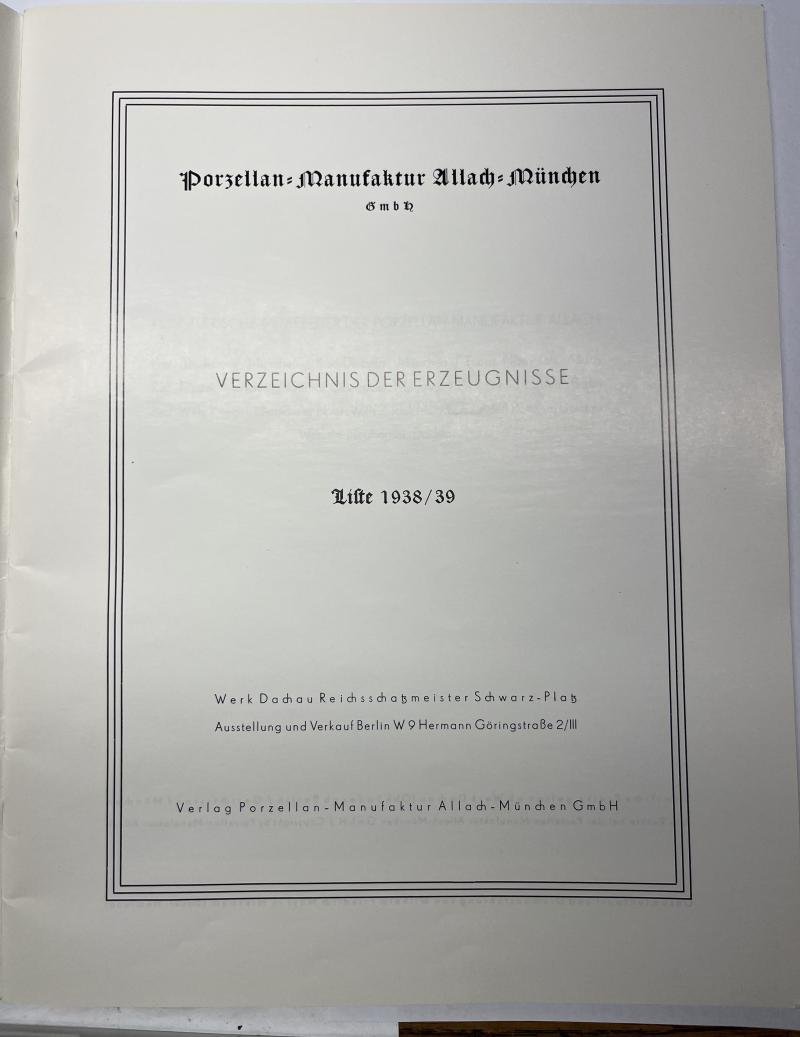 Porzellan-Manufaktur Allach-München
GmbH
VERZEICHNIS DER ERZEUGNISSE
Liste 1938/39
Werk Dachau Reichsschatzmeister Schwarz-Platz
Ausstellung und Verkauf Berlin W 9 Hermann Göringstraße 2/III
Verlag Porzellan-Manufaktur Allach-München GmbH